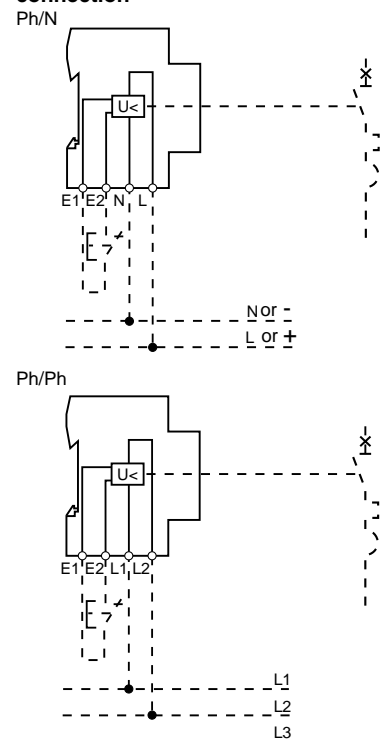 connection
Ph/N
U<
E1 E2 N L
N or -
L or +
Ph/Ph
U<
E1 E2 L1 L2
L1
L2
L3